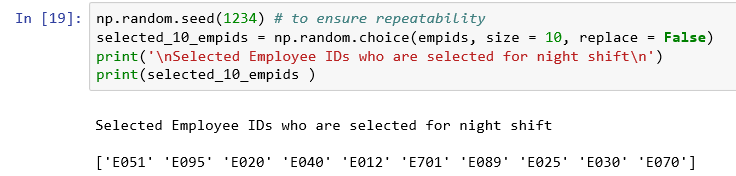 In [19]: np.random.seed(1234) # to ensure repeatability
selected_10_empids = np.random.choice(empids, size = 10, replace = False)
print('\nSelected Employee IDs who are selected for night shift\n')
print(selected_10_empids )
Selected Employee IDs who are selected for night shift
['E051' 'E095' 'E020' 'E040' 'E012' 'E701' 'E089' 'E025' 'E030' 'E070']